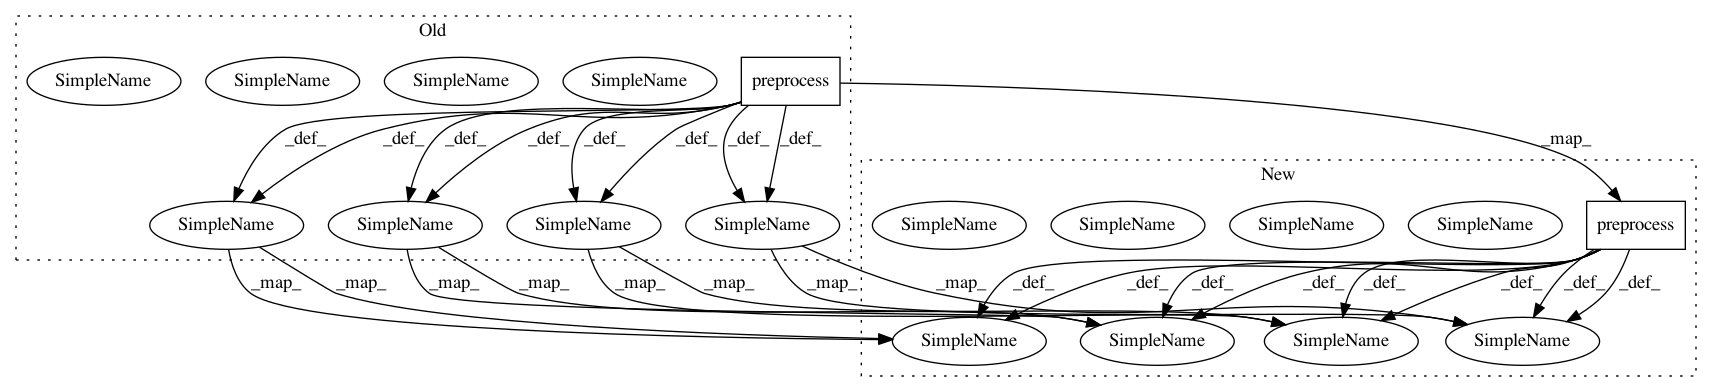 Old
SimpleName SimpleName SimpleName SimpleName preprocess
_def_ _def_ _def_ _def_ _def_ _def_ _def_ _def_ _map_
New
SimpleName SimpleName SimpleName SimpleName SimpleName SimpleName SimpleName SimpleName preprocess
_map_ _map_ _map_ _map_ _map_ _map_ _map_ _map_ _def_ _def_ _def_ _def_ _def_ _def_ _def_ _def_
SimpleName SimpleName SimpleName SimpleName